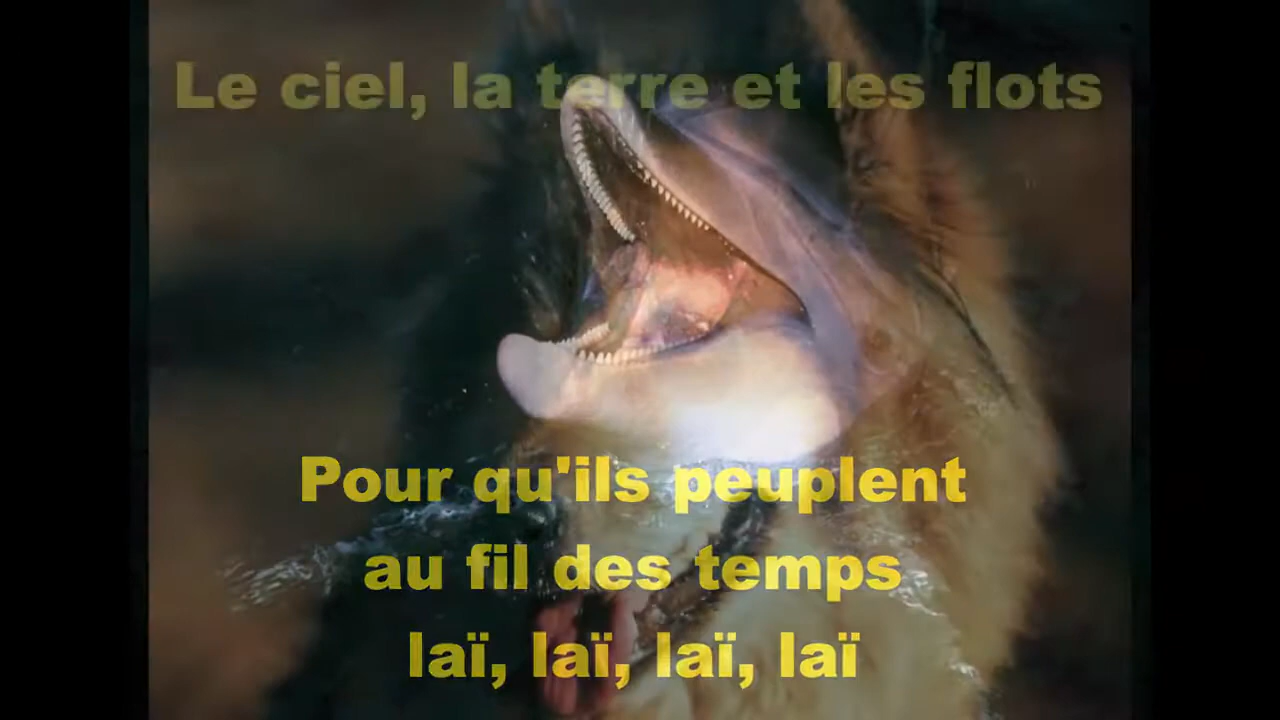 Le ciel, la terre et les flots
Pour qu'ils peuplent
au fil des temps
laï, laï, laï, laï